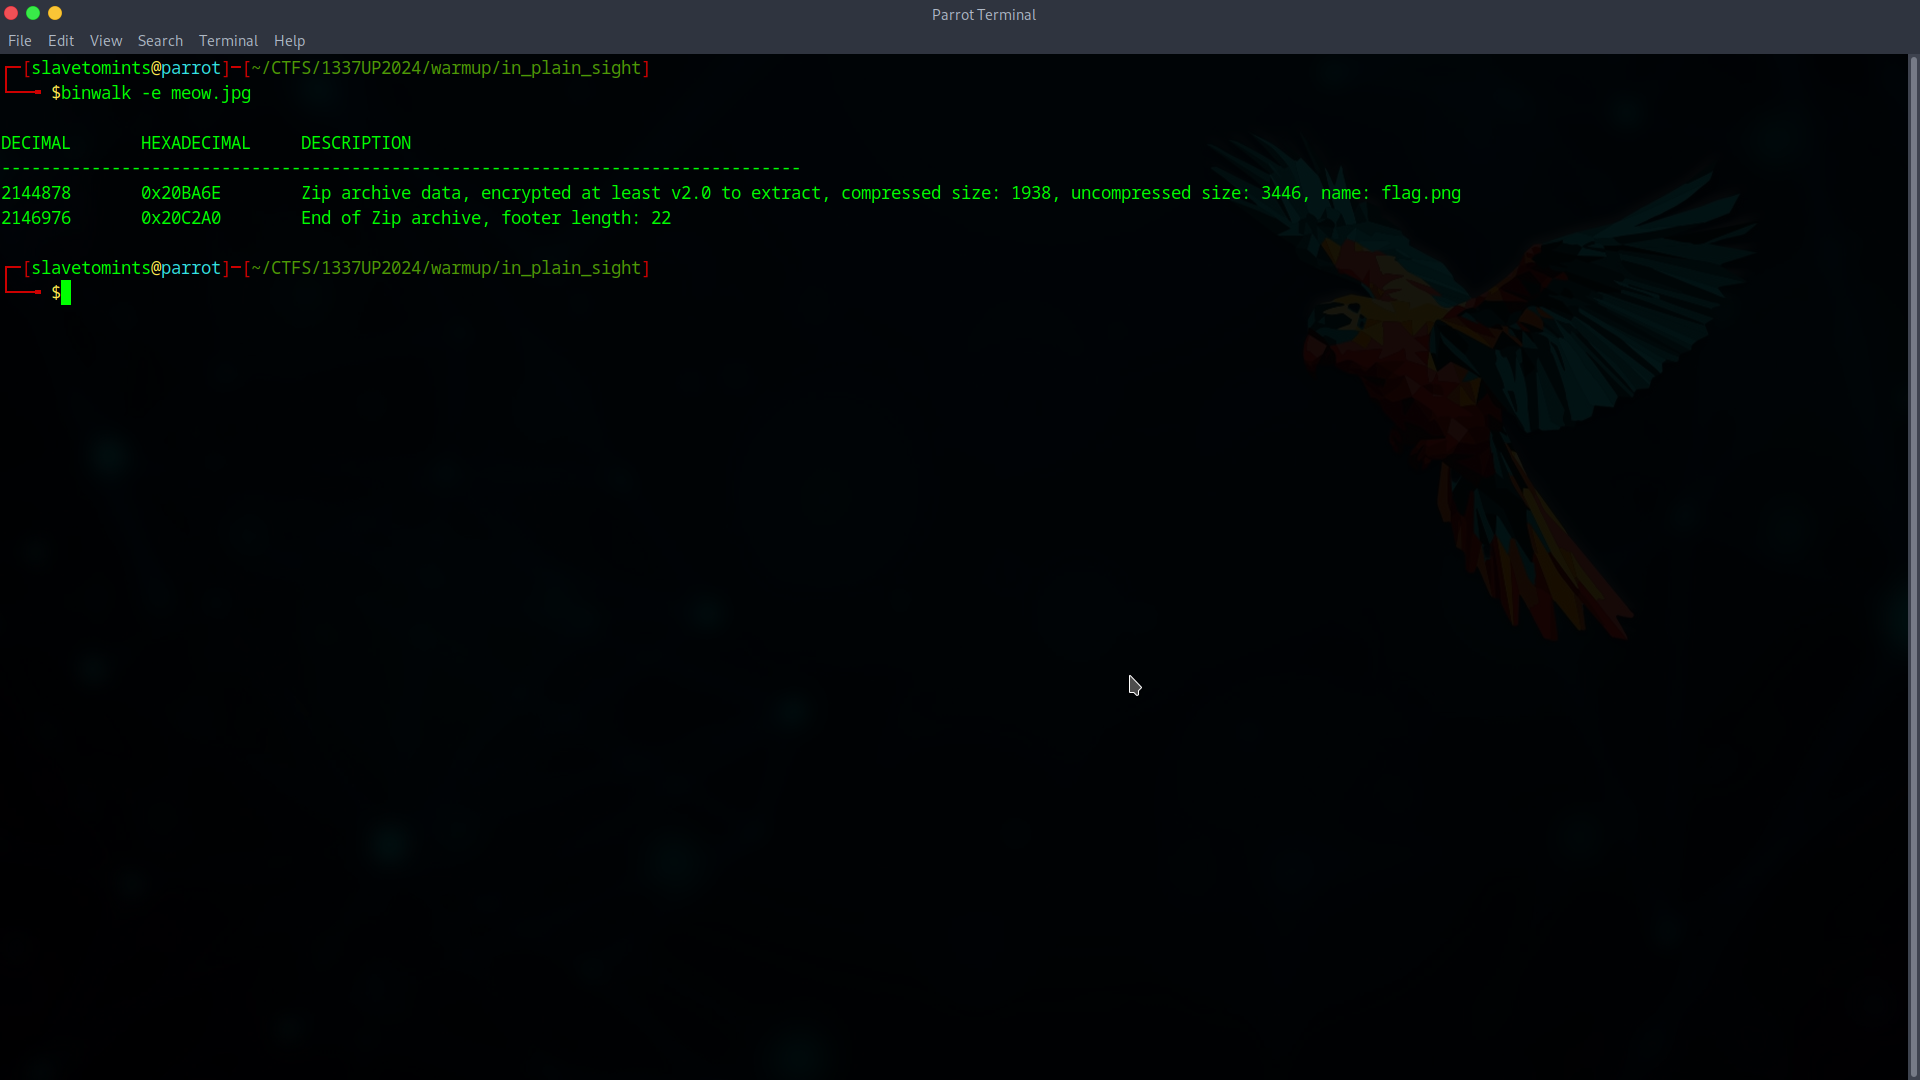 Parrot Terminal
File Edit View Search Terminal Help
┌─[slavetomints@parrot]─[~/CTFS/1337UP2024/warmup/in_plain_sight]
└──╼ $binwalk -e meow.jpg
DECIMAL       HEXADECIMAL     DESCRIPTION
--------------------------------------------------------------------------------
2144878       0x20BA6E        Zip archive data, encrypted at least v2.0 to extract, compressed size: 1938, uncompressed size: 3446, name: flag.png
2146976       0x20C2A0        End of Zip archive, footer length: 22
┌─[slavetomints@parrot]─[~/CTFS/1337UP2024/warmup/in_plain_sight]
└──╼ $